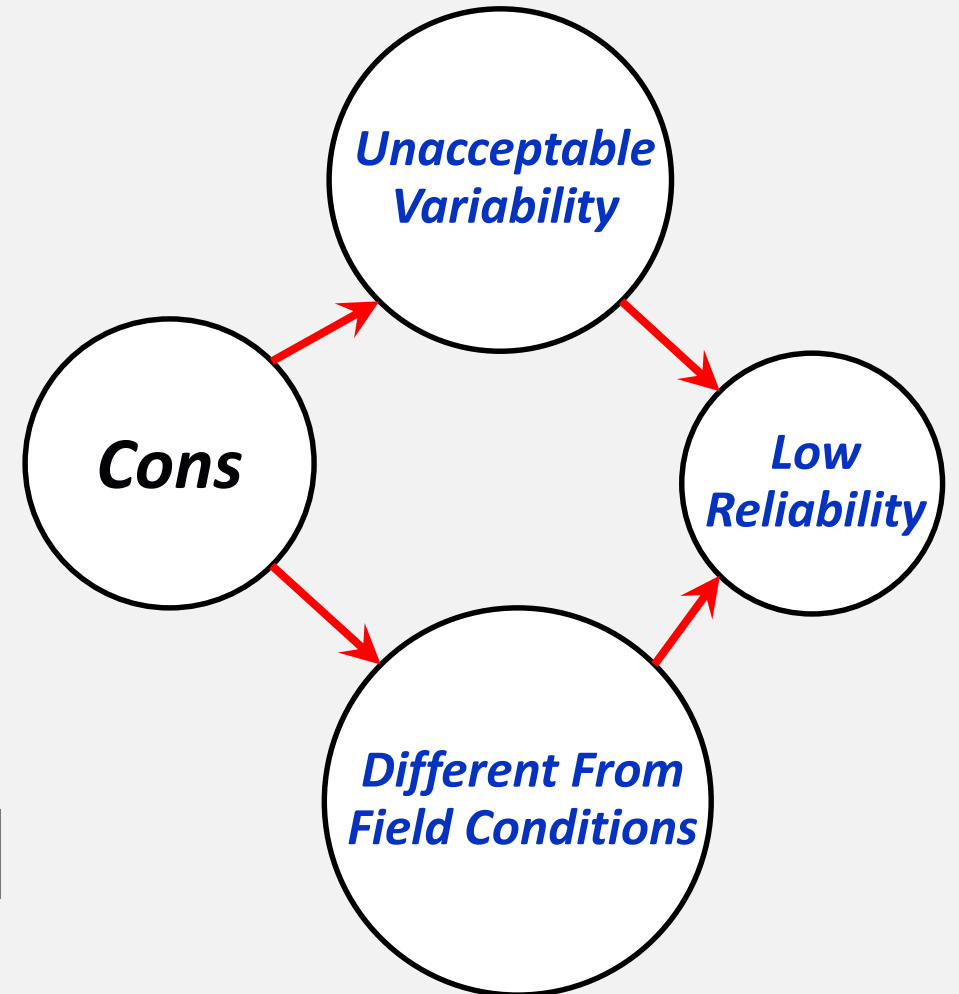 Unacceptable
Variability
Cons
Low
Reliability
Different From
Field Conditions